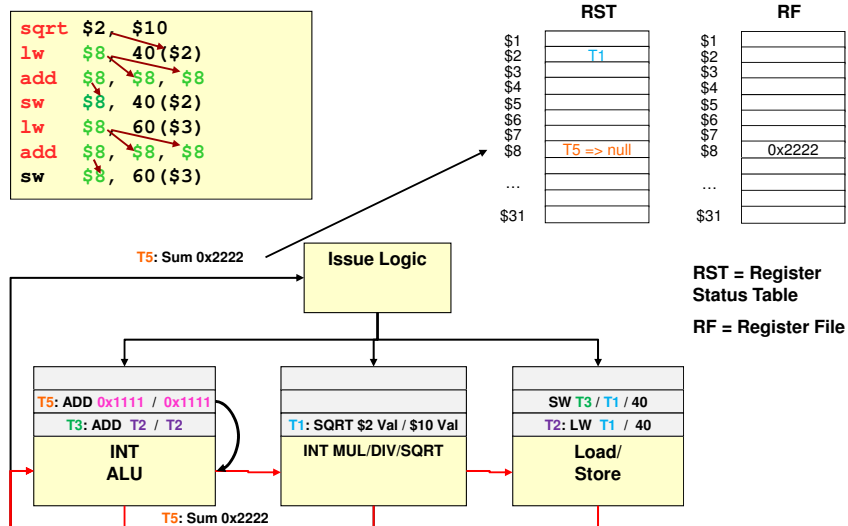 sqrt $2, $10
lw $8, 40($2)
add $8, $8, $8
sw $8, 40($2)
lw $8, 60($3)
add $8, $8, $8
sw $8, 60($3)
RST
$1
$2 T1
$3
$4
$5
$6
$7
$8 T5 => null
...
$31
RF
$1
$2
$3
$4
$5
$6
$7
$8 0x2222
...
$31
T5: Sum 0x2222
Issue Logic
RST = Register
Status Table
RF = Register File
T5: ADD 0x1111 / 0x1111
T3: ADD T2 / T2
INT
ALU
T1: SQRT $2 Val / $10 Val
INT MUL/DIV/SQRT
SW T3 / T1 / 40
T2: LW T1 / 40
Load/
Store
T5: Sum 0x2222